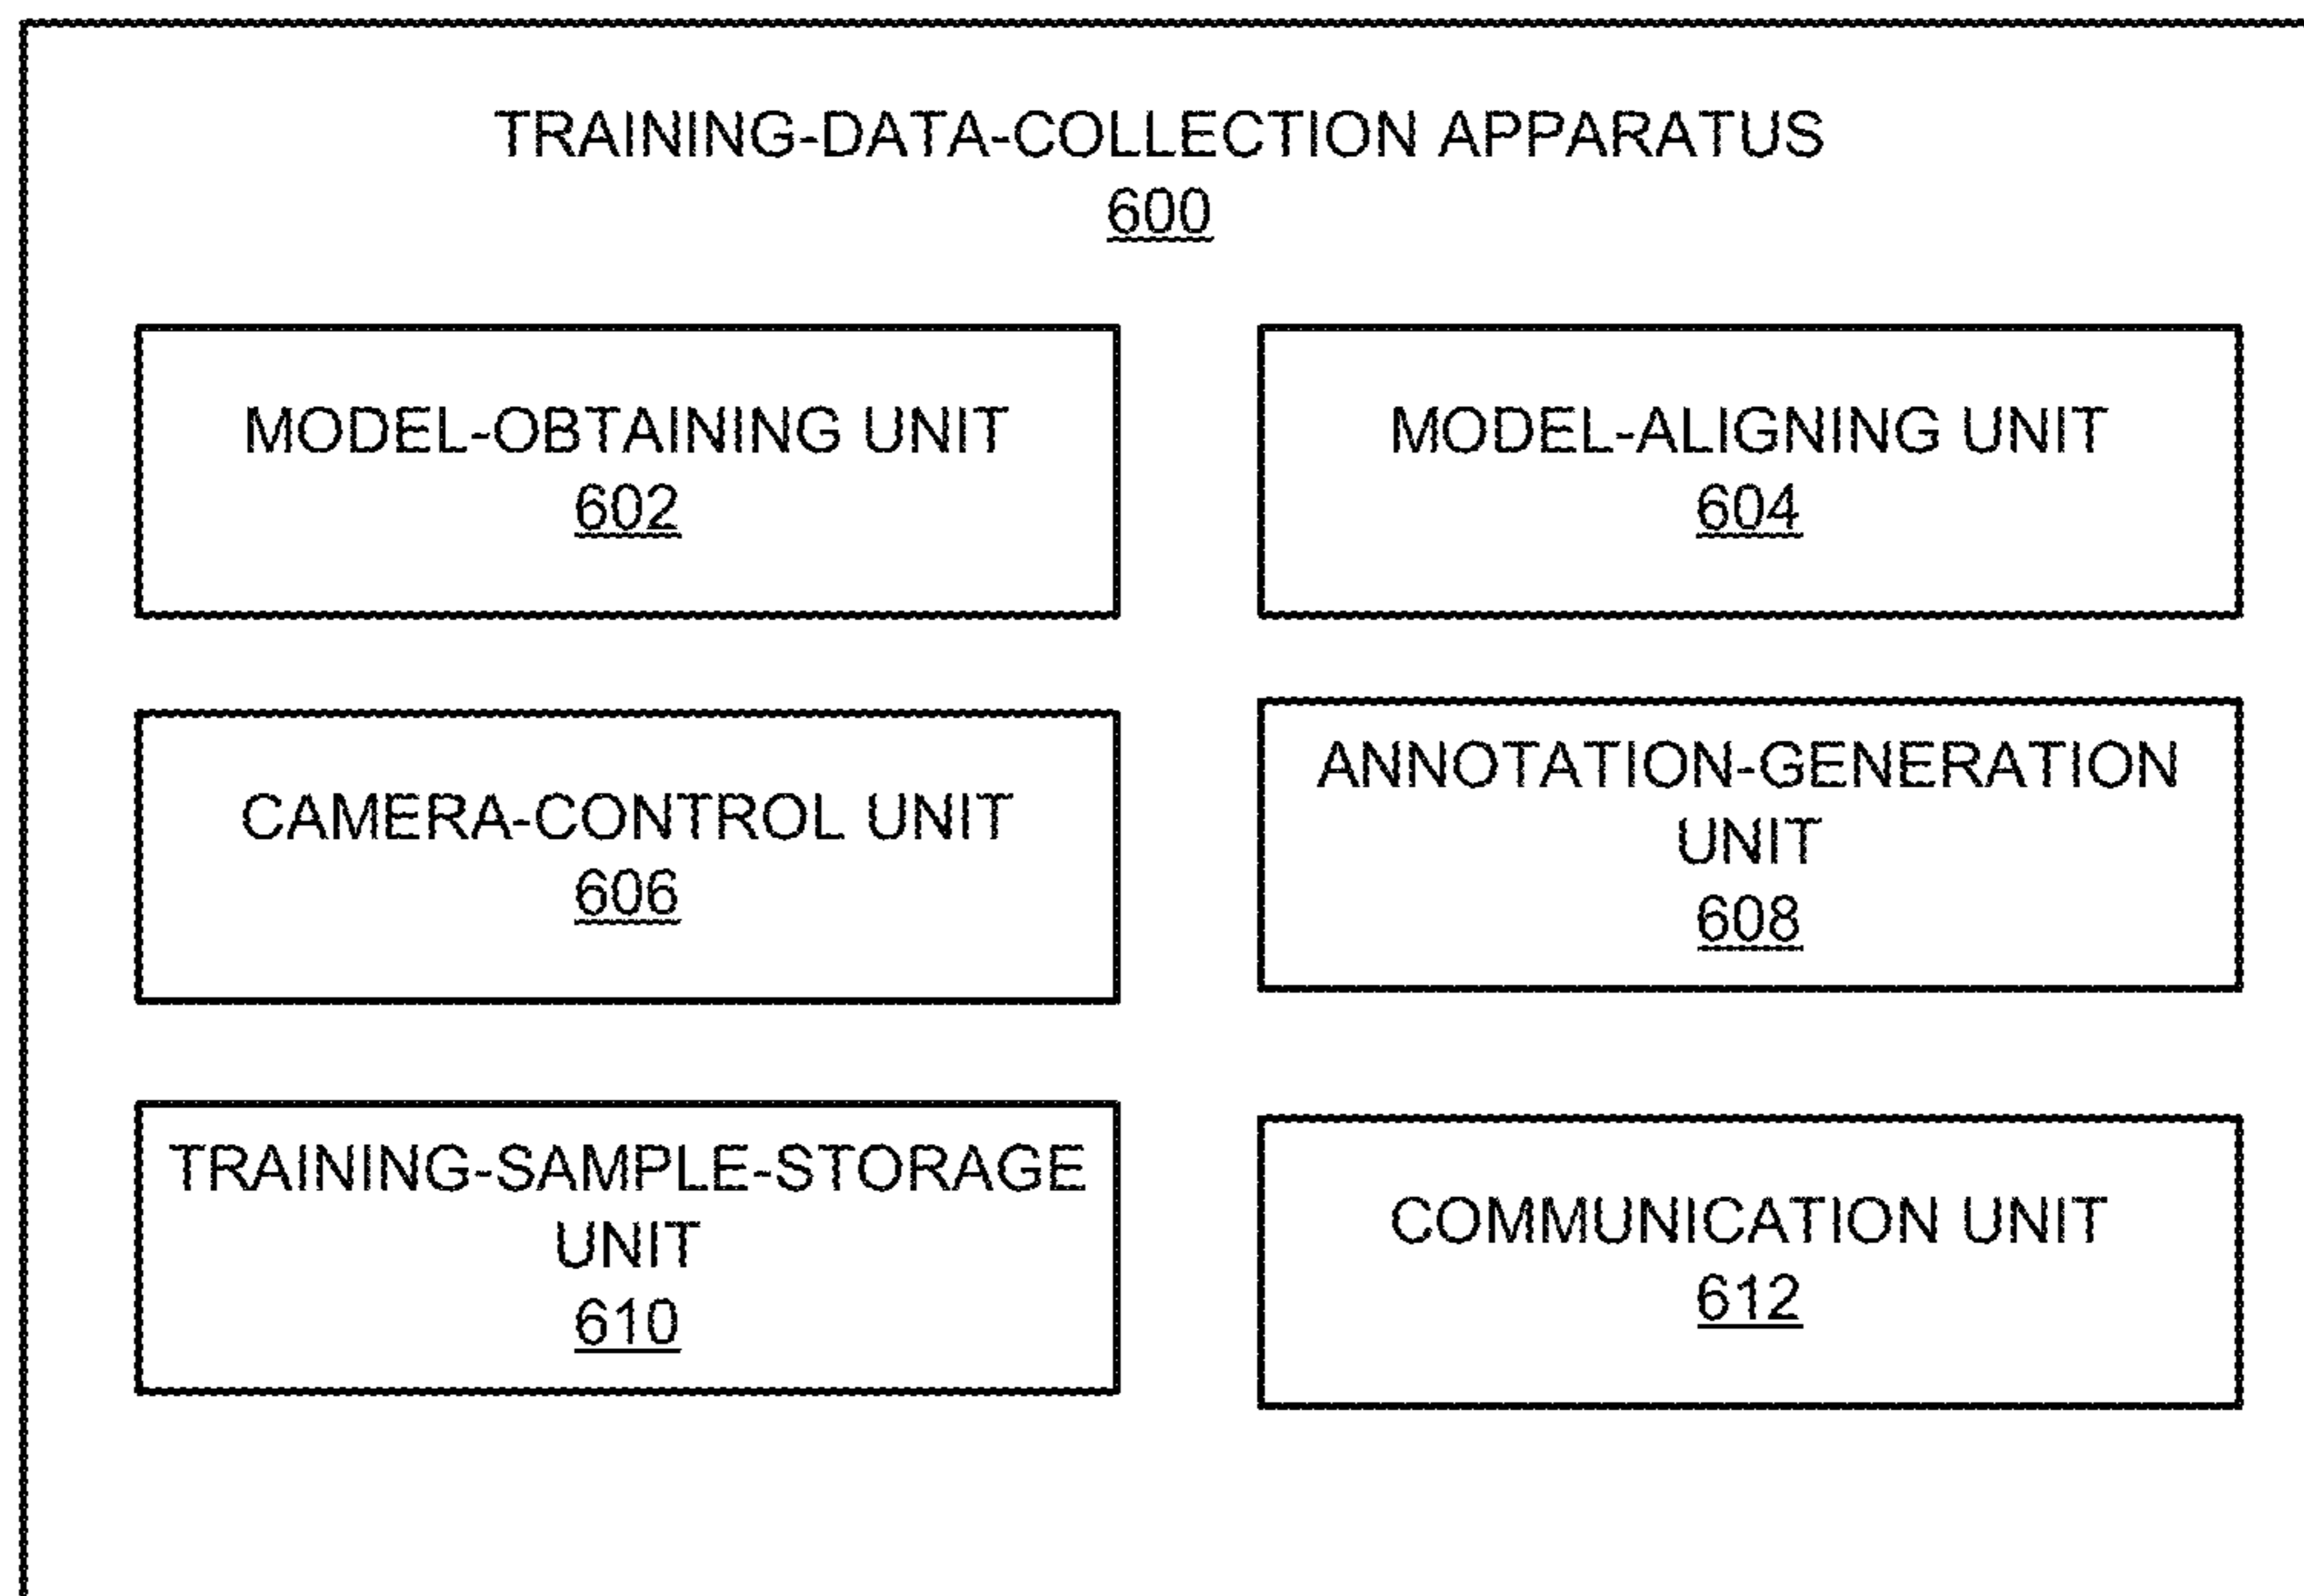 TRAINING-DATA-COLLECTION APPARATUS
600
MODEL-OBTAINING UNIT
602
MODEL-ALIGNING UNIT
604
CAMERA-CONTROL UNIT
606
ANNOTATION-GENERATION
UNIT
608
TRAINING-SAMPLE-STORAGE
UNIT
610
COMMUNICATION UNIT
612